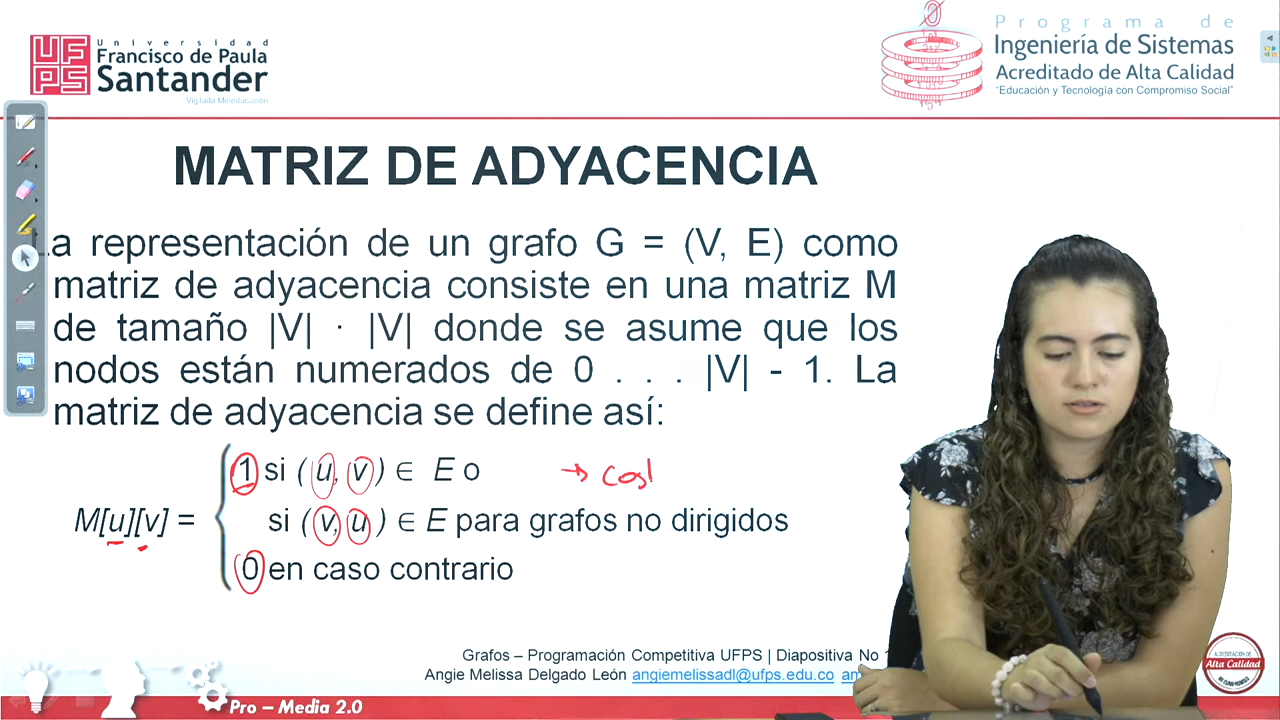 Universidad
Francisco de Paula
Santander
Vigilada Mineducación
UFPS
Programa de
Ingeniería de Sistemas
Acreditado de Alta Calidad
"Educación y Tecnología con Compromiso Social"
MATRIZ DE ADYACENCIA
La representación de un grafo G = (V, E) como
matriz de adyacencia consiste en una matriz M
de tamaño |V| · |V| donde se asume que los
nodos están numerados de 0 . . . |V| - 1. La
matriz de adyacencia se define así:
1 si ( u, v ) ∈ E o → cost
M[u][v] = si ( v, u ) ∈ E para grafos no dirigidos
0 en caso contrario
Grafos – Programación Competitiva UFPS | Diapositiva No 1
Angie Melissa Delgado León angiemelissadl@ufps.edu.co
ACREDITACIÓN DE
Alta Calidad
Pro – Media 2.0